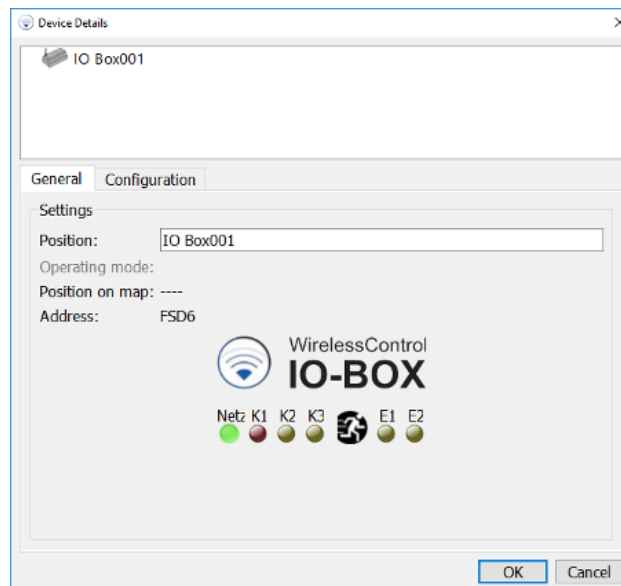 Device Details
IO Box001
General Configuration
Settings
Position: IO Box001
Operating mode:
Position on map: ----
Address: FSD6
WirelessControl
IO-BOX
Netz K1 K2 K3 E1 E2
OK Cancel